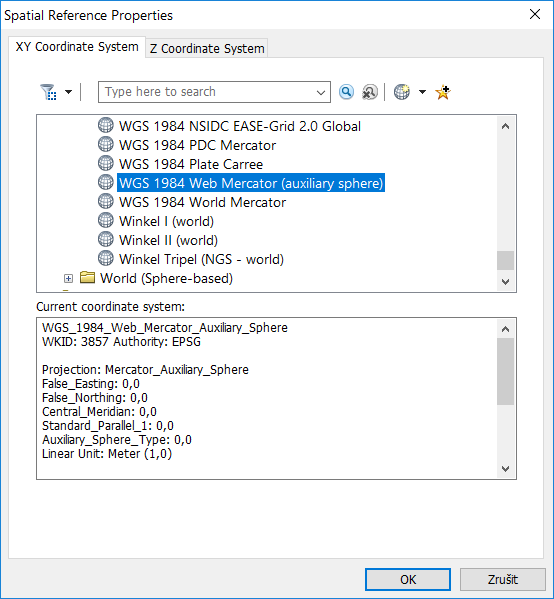 Spatial Reference Properties
XY Coordinate System
Z Coordinate System
Type here to search
WGS 1984 NSIDC EASE-Grid 2.0 Global
WGS 1984 PDC Mercator
WGS 1984 Plate Carree
WGS 1984 Web Mercator (auxiliary sphere)
WGS 1984 World Mercator
Winkel I (world)
Winkel II (world)
Winkel Tripel (NGS - world)
World (Sphere-based)
Current coordinate system:
WGS_1984_Web_Mercator_Auxiliary_Sphere
WKID: 3857 Authority: EPSG
Projection: Mercator_Auxiliary_Sphere
False_Easting: 0,0
False_Northing: 0,0
Central_Meridian: 0,0
Standard_Parallel_1: 0,0
Auxiliary_Sphere_Type: 0,0
Linear Unit: Meter (1,0)
OK
Zrušit